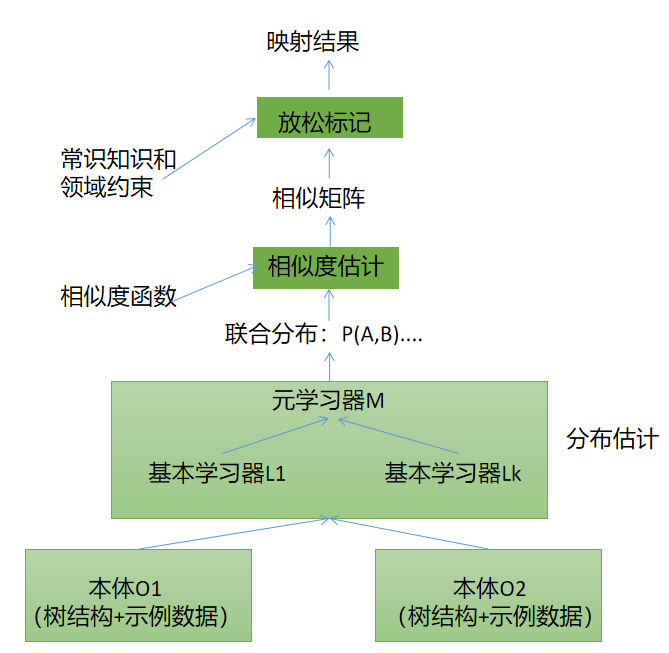 映射结果
放松标记
常识知识和
领域约束
相似矩阵
相似度估计
相似度函数
联合分布：P(A,B)....
元学习器M
分布估计
基本学习器L1
基本学习器Lk
本体O1
（树结构+示例数据）
本体O2
（树结构+示例数据）